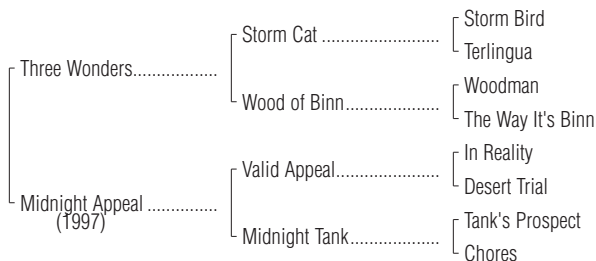 Storm Bird
Storm Cat ..........................
Terlingua
Three Wonders...................
Woodman
Wood of Binn.....................
The Way It's Binn
In Reality
Valid Appeal.......................
Desert Trial
Midnight Appeal ...............
(1997)
Tank's Prospect
Midnight Tank....................
Chores